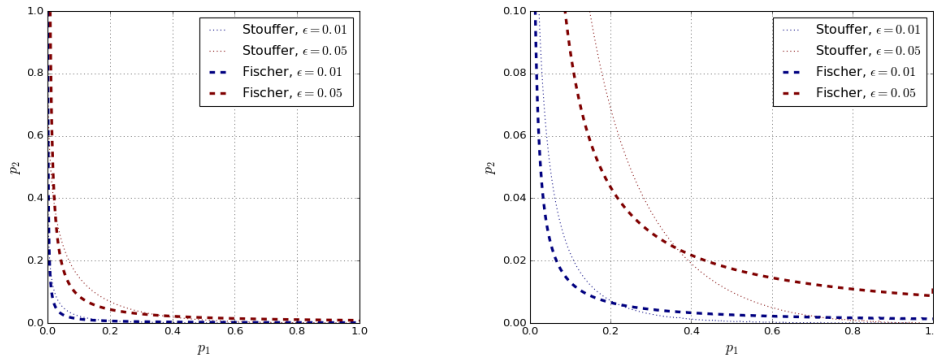 1.0
0.8
0.6
0.4
0.2
0.0
p₂
0.0 0.2 0.4 0.6 0.8 1.0
p₁
Stouffer, ϵ = 0.01
Stouffer, ϵ = 0.05
Fischer, ϵ = 0.01
Fischer, ϵ = 0.05
0.10
0.08
0.06
0.04
0.02
0.00
p₂
0.0 0.2 0.4 0.6 0.8 1.0
p₁
Stouffer, ϵ = 0.01
Stouffer, ϵ = 0.05
Fischer, ϵ = 0.01
Fischer, ϵ = 0.05